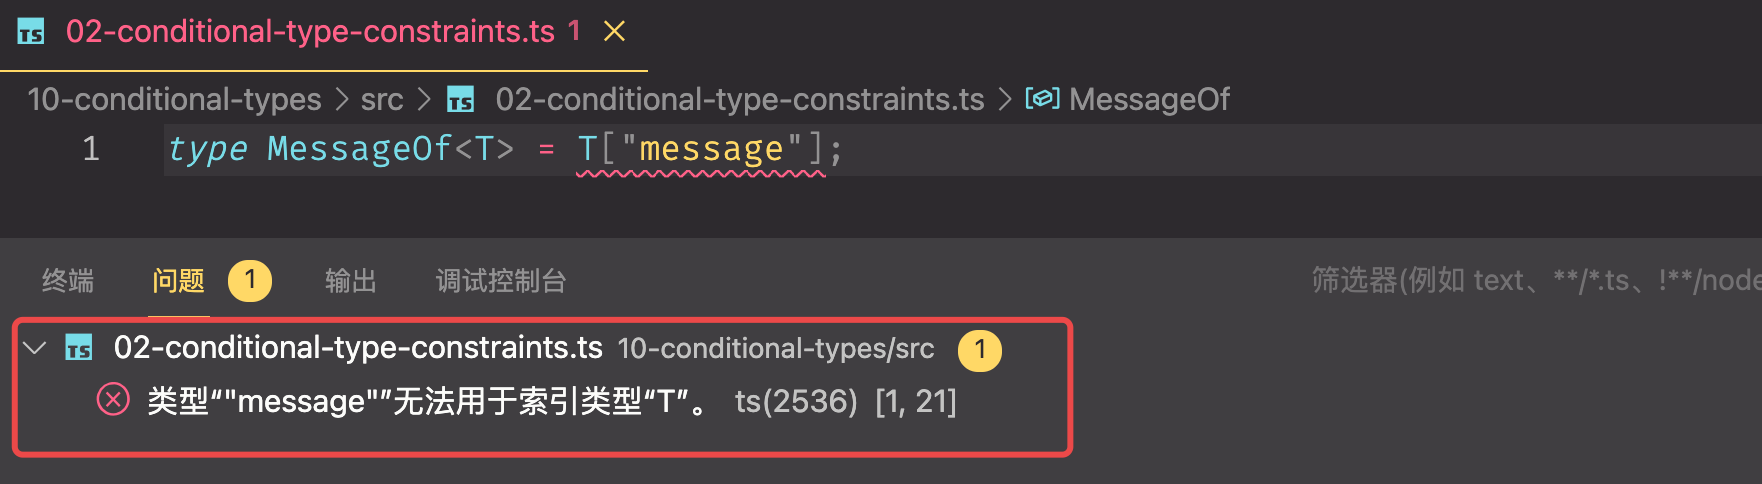 TS 02-conditional-type-constraints.ts 1
10-conditional-types > src > TS 02-conditional-type-constraints.ts > MessageOf
1 type MessageOf<T> = T["message"];
终端 问题 1 输出 调试控制台 筛选器(例如 text、**/*.ts、!**/node
TS 02-conditional-type-constraints.ts 10-conditional-types/src 1
类型“"message"”无法用于索引类型“T”。 ts(2536) [1, 21]